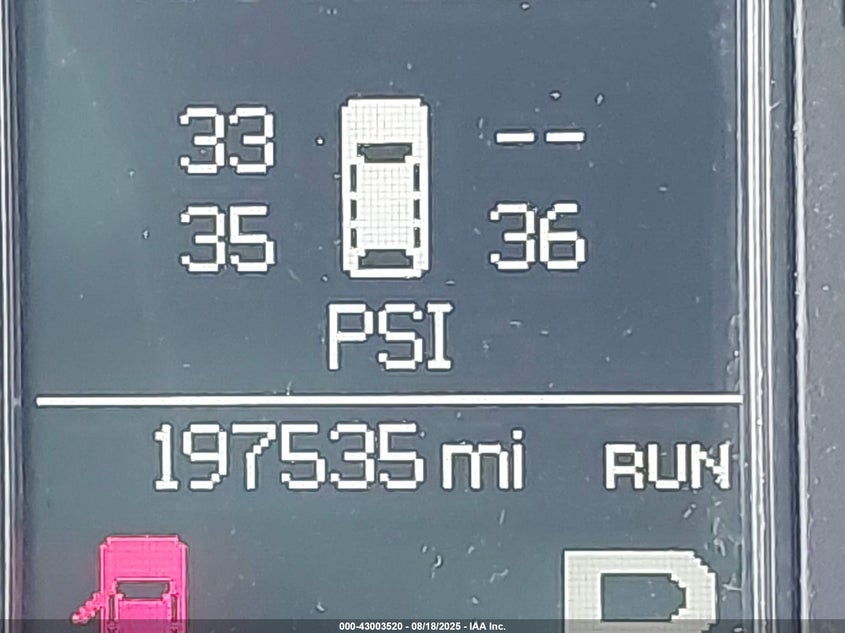 33 --
35 36
PSI
197535 mi RUN
P
000-43003520 - 08/18/2025 - IAA Inc.